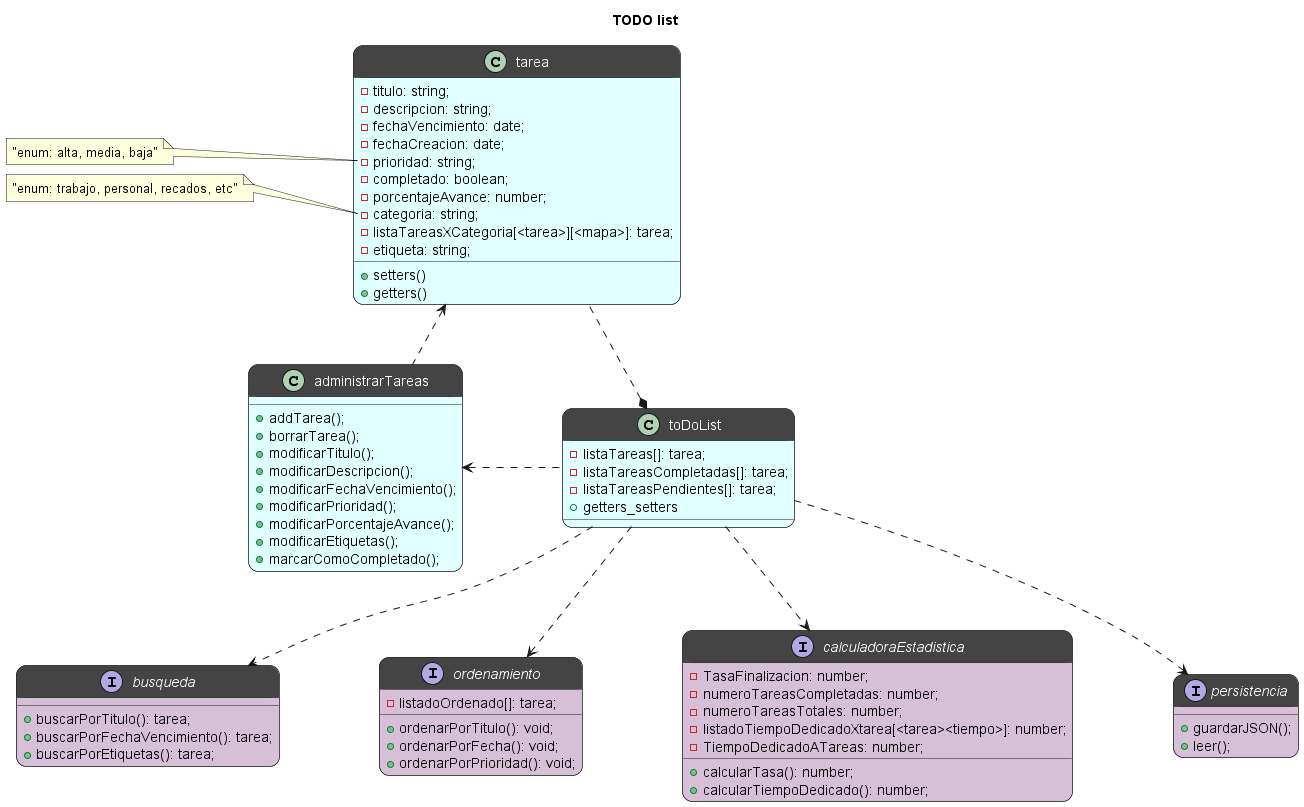 TODO list
C tarea
titulo: string;
descripcion: string;
fechaVencimiento: date;
fechaCreacion: date;
prioridad: string;
completado: boolean;
porcentajeAvance: number;
categoria: string;
listaTareasXCategoria[<tarea>][<mapa>]: tarea;
etiqueta: string;
setters()
getters()
"enum: alta, media, baja"
"enum: trabajo, personal, recados, etc"
C administrarTareas
addTarea();
borrarTarea();
modificarTitulo();
modificarDescripcion();
modificarFechaVencimiento();
modificarPrioridad();
modificarPorcentajeAvance();
modificarEtiquetas();
marcarComoCompletado();
C toDoList
listaTareas[]: tarea;
listaTareasCompletadas[]: tarea;
listaTareasPendientes[]: tarea;
getters_setters
I busqueda
buscarPorTitulo(): tarea;
buscarPorFechaVencimiento(): tarea;
buscarPorEtiquetas(): tarea;
I ordenamiento
listadoOrdenado[]: tarea;
ordenarPorTitulo(): void;
ordenarPorFecha(): void;
ordenarPorPrioridad(): void;
I calculadoraEstadistica
TasaFinalizacion: number;
numeroTareasCompletadas: number;
numeroTareasTotales: number;
listadoTiempoDedicadoXtarea[<tarea><tiempo>]: number;
TiempoDedicadoATareas: number;
calcularTasa(): number;
calcularTiempoDedicado(): number;
I persistencia
guardarJSON();
leer();